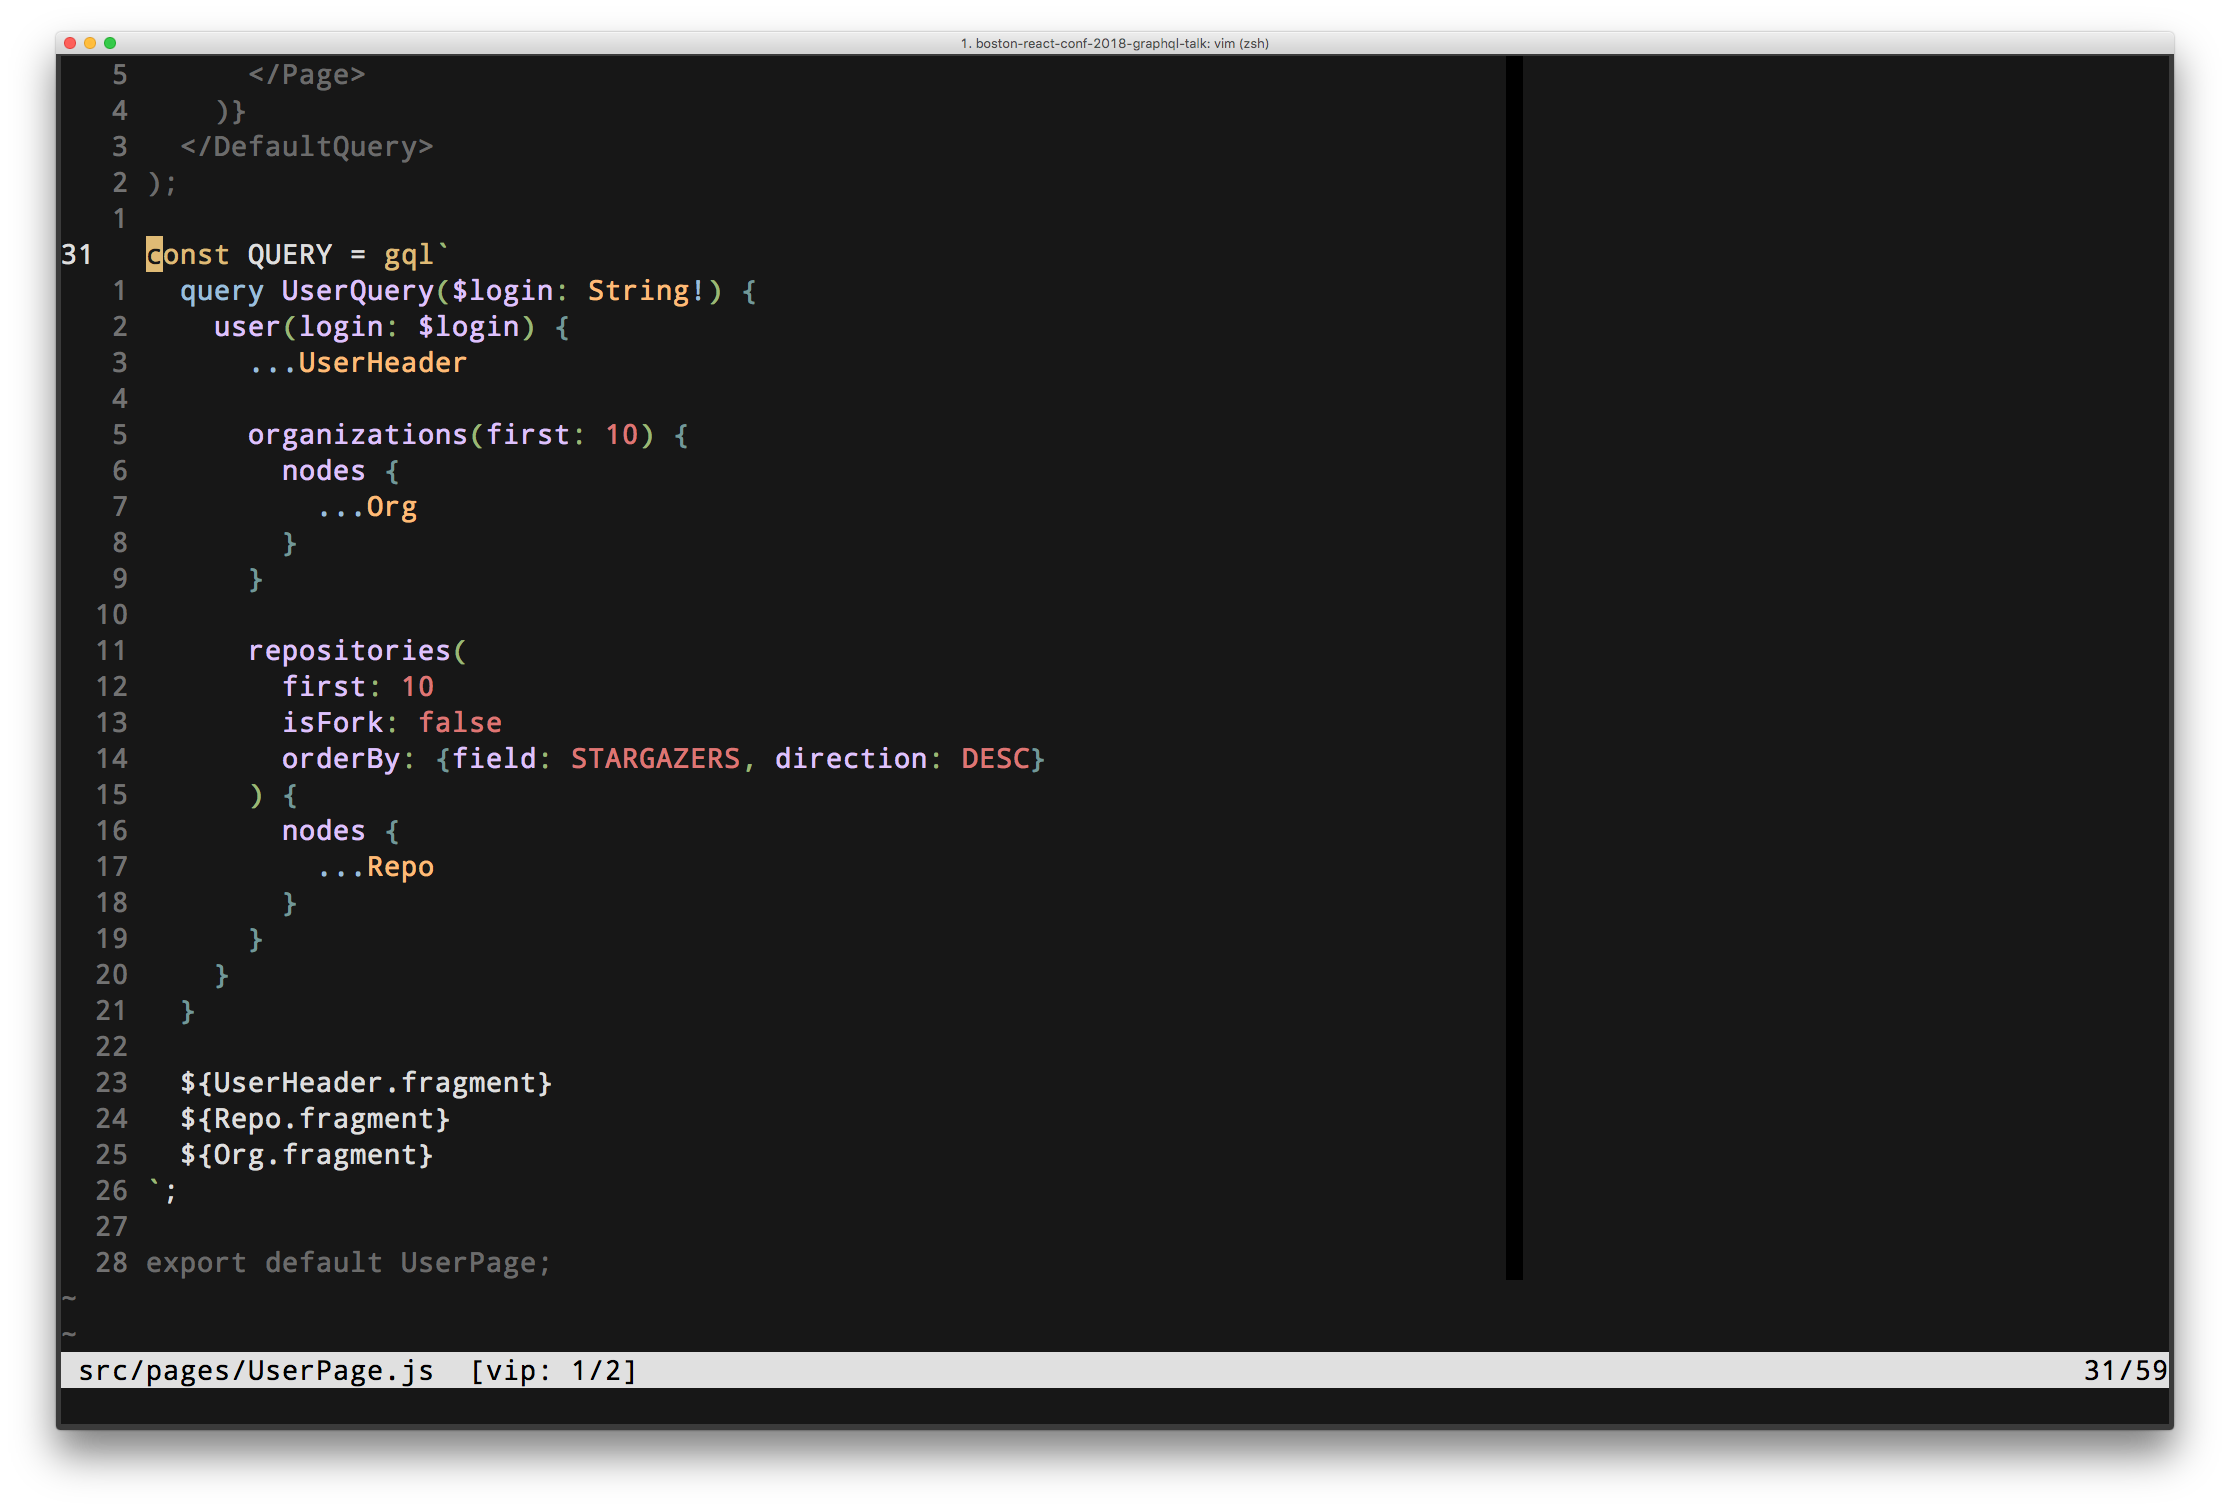 1. boston-react-conf-2018-graphql-talk: vim (zsh)
5       </Page>
4     )}
3   </DefaultQuery>
2 );
1
31   const QUERY = gql`
1   query UserQuery($login: String!) {
2     user(login: $login) {
3       ...UserHeader
4
5       organizations(first: 10) {
6         nodes {
7           ...Org
8         }
9       }
10
11       repositories(
12         first: 10
13         isFork: false
14         orderBy: {field: STARGAZERS, direction: DESC}
15       ) {
16         nodes {
17           ...Repo
18         }
19       }
20     }
21   }
22
23   ${UserHeader.fragment}
24   ${Repo.fragment}
25   ${Org.fragment}
26 `;
27
28 export default UserPage;
~
~
src/pages/UserPage.js  [vip: 1/2] 31/59